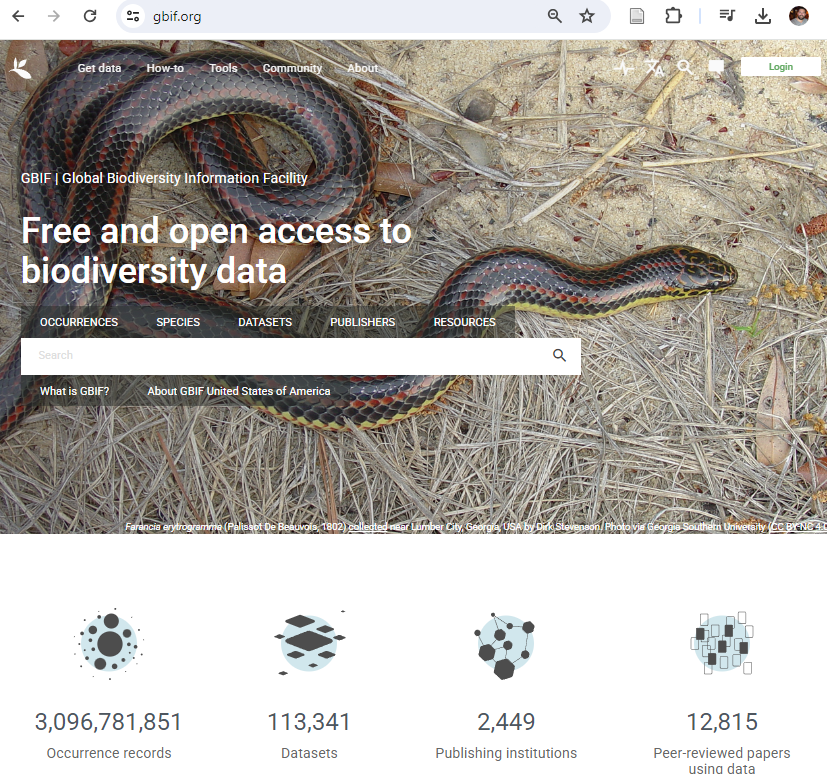 gbif.org
Get data How-to Tools Community About Login
GBIF | Global Biodiversity Information Facility
Free and open access to
biodiversity data
OCCURRENCES SPECIES DATASETS PUBLISHERS RESOURCES
Search
What is GBIF? About GBIF United States of America
Farancia erytrogramme (Palissot De Beauvois, 1802) collected near Lumber City, Georgia, USA by Dirk Stevenson. Photo via Georgia Southern University (CC BY-NC 4.0
3,096,781,851 113,341 2,449 12,815
Occurrence records Datasets Publishing institutions Peer-reviewed papers
using data